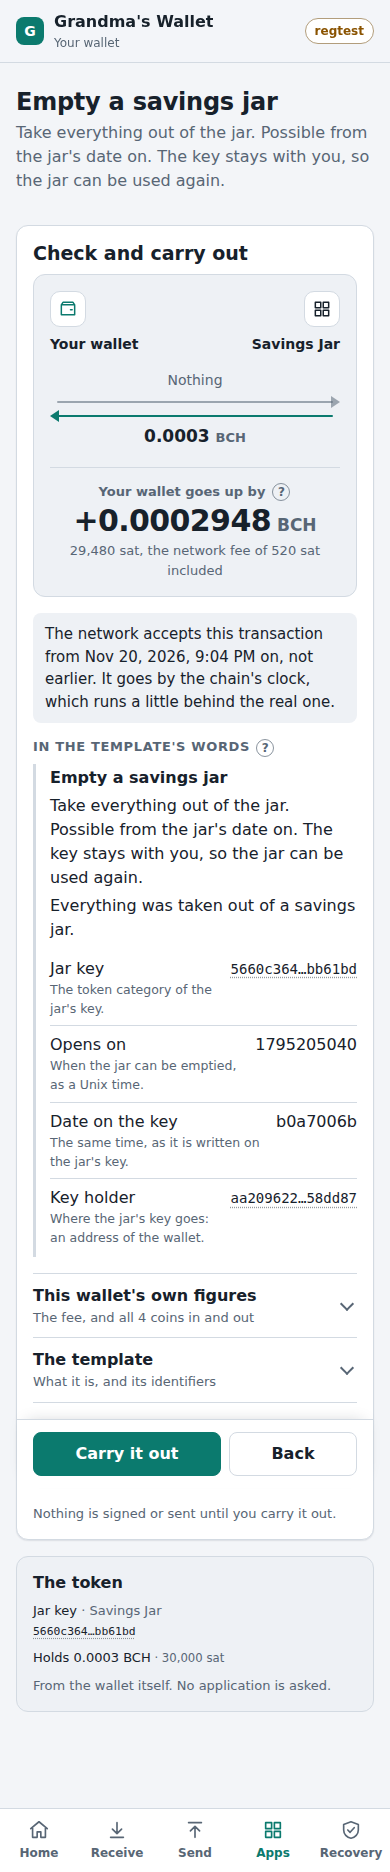 G
Grandma's Wallet
Your wallet
regtest
Empty a savings jar
Take everything out of the jar. Possible from
the jar's date on. The key stays with you, so
the jar can be used again.
Check and carry out
Your wallet
Savings Jar
Nothing
0.0003 BCH
Your wallet goes up by ?
+0.0002948 BCH
29,480 sat, the network fee of 520 sat
included
The network accepts this transaction
from Nov 20, 2026, 9:04 PM on, not
earlier. It goes by the chain's clock,
which runs a little behind the real one.
IN THE TEMPLATE'S WORDS ?
Empty a savings jar
Take everything out of the jar.
Possible from the jar's date on. The
key stays with you, so the jar can be
used again.
Everything was taken out of a savings
jar.
Jar key
5660c364…bb61bd
The token category of the
jar's key.
Opens on
1795205040
When the jar can be emptied,
as a Unix time.
Date on the key
b0a7006b
The same time, as it is written on
the jar's key.
Key holder
aa209622…58dd87
Where the jar's key goes:
an address of the wallet.
This wallet's own figures
The fee, and all 4 coins in and out
The template
What it is, and its identifiers
Carry it out
Back
Nothing is signed or sent until you carry it out.
The token
Jar key · Savings Jar
5660c364…bb61bd
Holds 0.0003 BCH · 30,000 sat
From the wallet itself. No application is asked.
Home
Receive
Send
Apps
Recovery